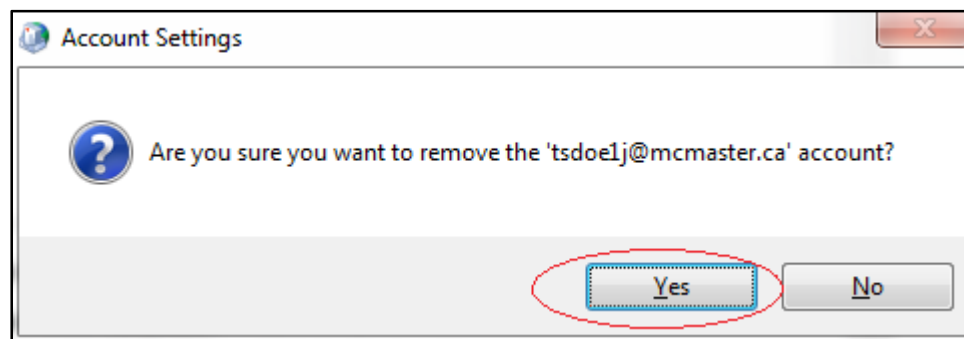 Account Settings
Are you sure you want to remove the 'tsdoe1j@mcmaster.ca' account?
Yes
No